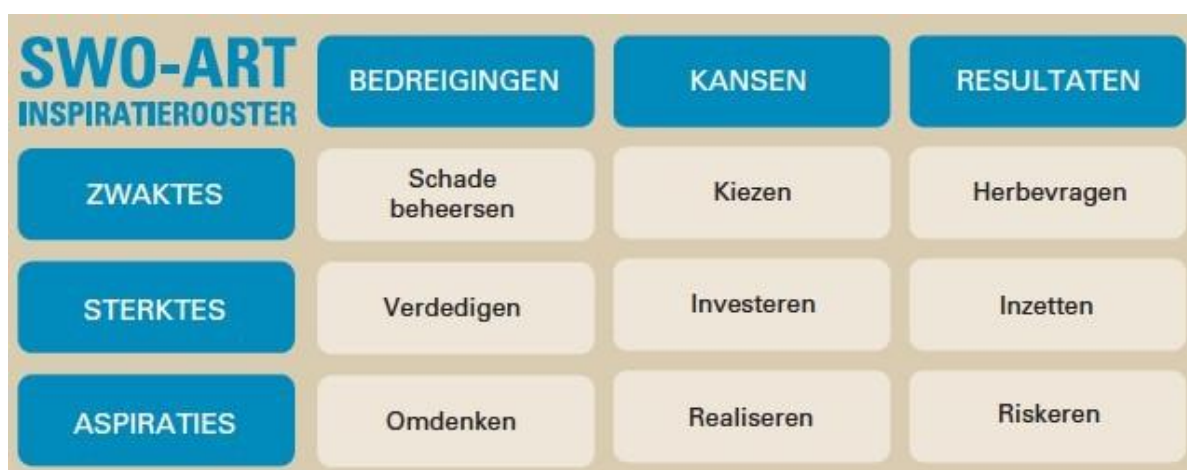 SWO-ART
INSPIRATIEROOSTER
BEDREIGINGEN
KANSEN
RESULTATEN
ZWAKTES
Schade
beheersen
Kiezen
Herbevragen
STERKTES
Verdedigen
Investeren
Inzetten
ASPIRATIES
Omdenken
Realiseren
Riskeren